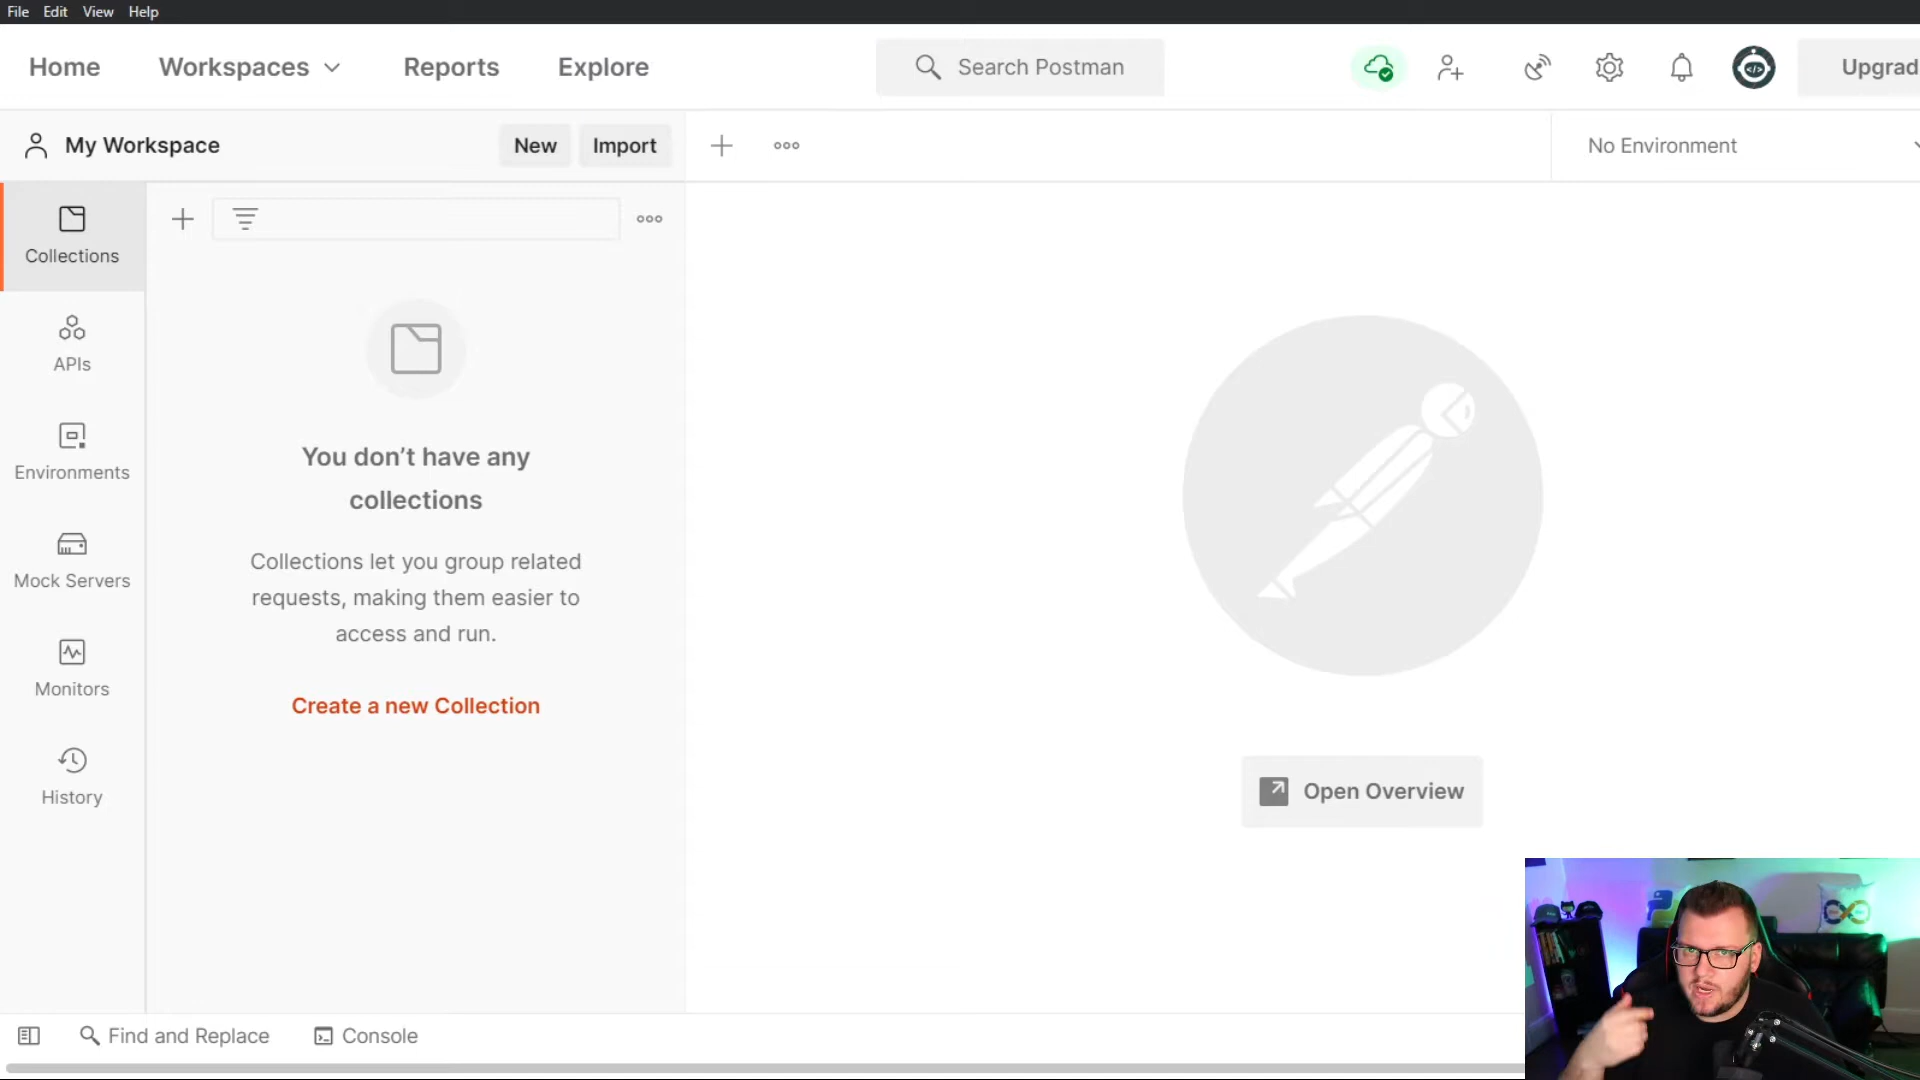 File Edit View Help
Home Workspaces Reports Explore Search Postman Upgrad
My Workspace New Import No Environment
Collections
APIs
Environments
Mock Servers
Monitors
History
You don’t have any
collections
Collections let you group related
requests, making them easier to
access and run.
Create a new Collection
Open Overview
Find and Replace Console